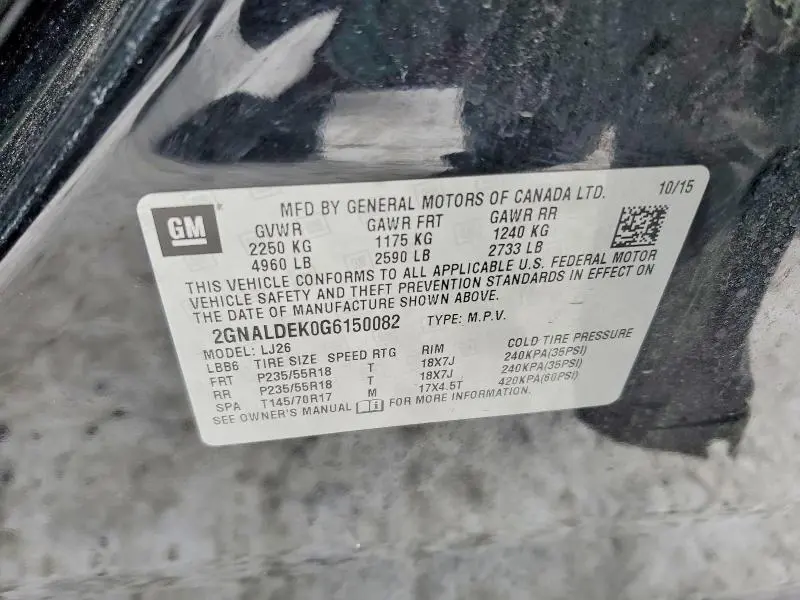 GM
MFD BY GENERAL MOTORS OF CANADA LTD. 10/15
GVWR GAWR FRT GAWR RR
2250 KG 1175 KG 1240 KG
4960 LB 2590 LB 2733 LB
THIS VEHICLE CONFORMS TO ALL APPLICABLE U.S. FEDERAL MOTOR
VEHICLE SAFETY AND THEFT PREVENTION STANDARDS IN EFFECT ON
THE DATE OF MANUFACTURE SHOWN ABOVE.
2GNALDEK0G6150082 TYPE: M.P.V.
MODEL: LJ26
LBB6 TIRE SIZE SPEED RTG RIM COLD TIRE PRESSURE
FRT P235/55R18 T 18X7J 240KPA(35PSI)
RR P235/55R18 T 18X7J 240KPA(35PSI)
SPA T145/70R17 M 17X4.5T 420KPA(60PSI)
SEE OWNER'S MANUAL i FOR MORE INFORMATION.